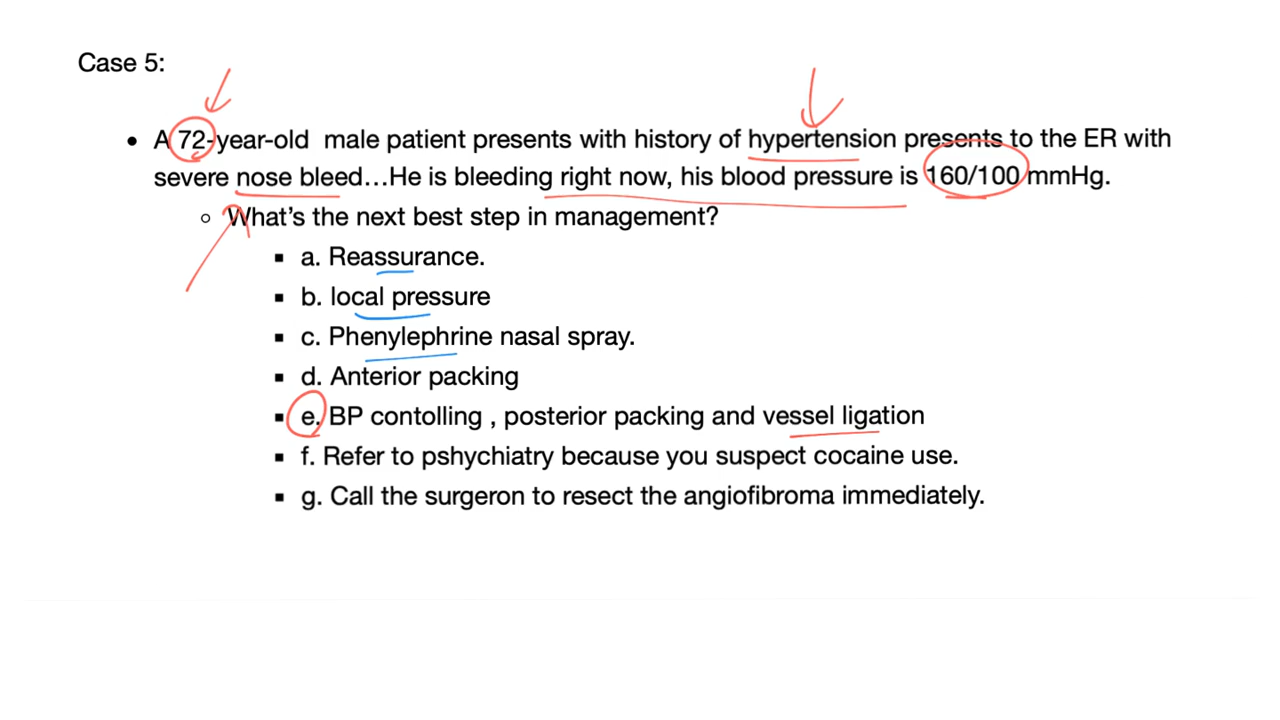 Case 5:
• A 72-year-old male patient presents with history of hypertension presents to the ER with
severe nose bleed...He is bleeding right now, his blood pressure is 160/100 mmHg.
○ What's the next best step in management?
▪ a. Reassurance.
▪ b. local pressure
▪ c. Phenylephrine nasal spray.
▪ d. Anterior packing
▪ e. BP contolling , posterior packing and vessel ligation
▪ f. Refer to pshychiatry because you suspect cocaine use.
▪ g. Call the surgeron to resect the angiofibroma immediately.